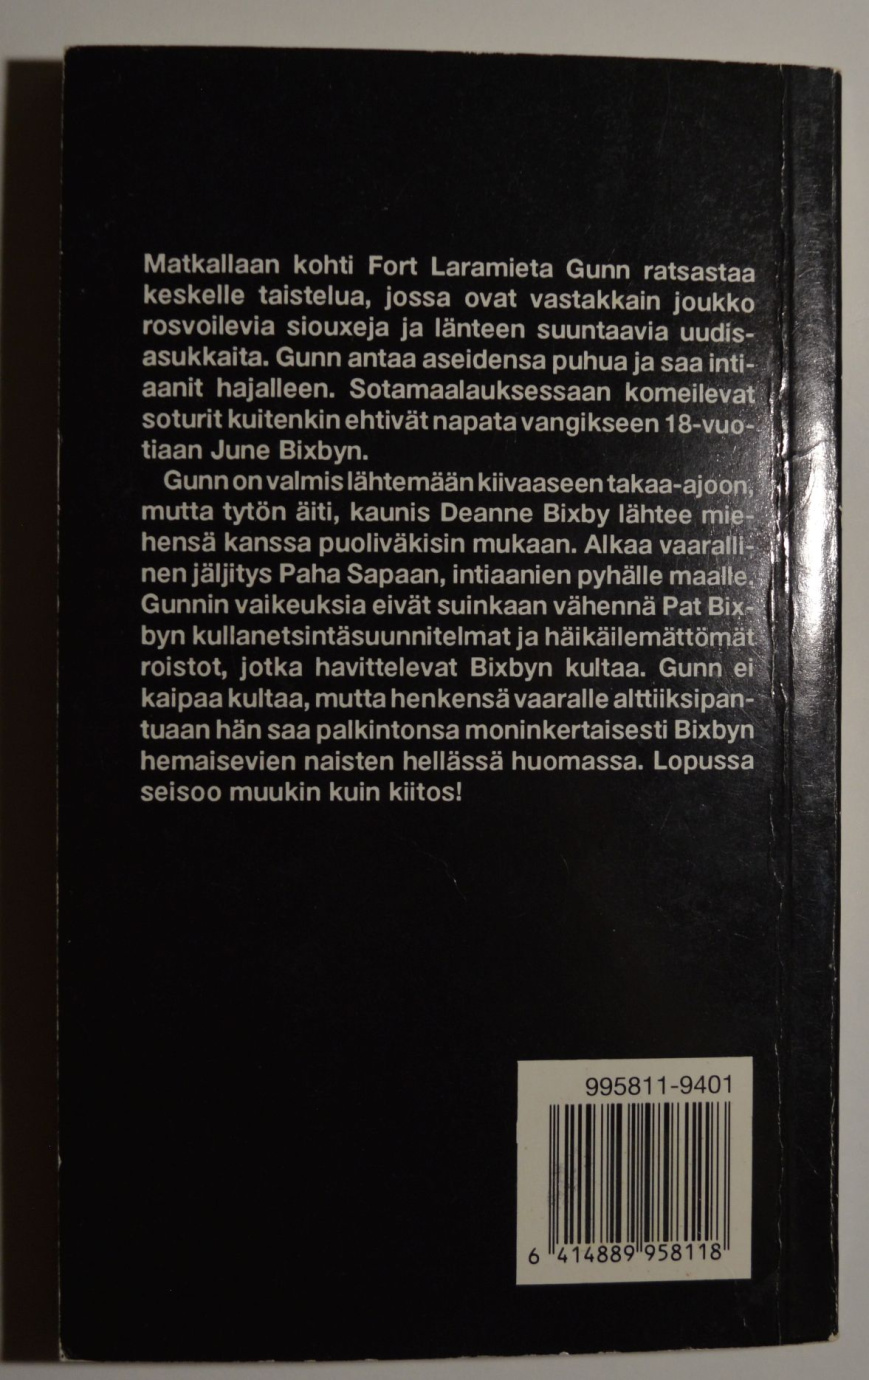 Matkallaan kohti Fort Laramieta Gunn ratsastaa
keskelle taistelua, jossa ovat vastakkain joukko
rosvoilevia siouxeja ja länteen suuntaavia uudis-
asukkaita. Gunn antaa aseidensa puhua ja saa inti-
aanit hajalleen. Sotamaalauksessaan komeilevat
soturit kuitenkin ehtivät napata vangikseen 18-vuo-
tiaan June Bixbyn.
Gunn on valmis lähtemään kiivaaseen takaa-ajoon,
mutta tytön äiti, kaunis Deanne Bixby lähtee mie-
hensä kanssa puoliväkisin mukaan. Alkaa vaaralli-
nen jäljitys Paha Sapaan, intiaanien pyhälle maalle.
Gunnin vaikeuksia eivät suinkaan vähennä Pat Bix-
byn kullanetsintäsuunnitelmat ja häikäilemättömät
roistot, jotka havittelevat Bixbyn kultaa. Gunn ei
kaipaa kultaa, mutta henkensä vaaralle alttiiksipan-
tuaan hän saa palkintonsa moninkertaisesti Bixbyn
hemaisevien naisten hellässä huomassa. Lopussa
seisoo muukin kuin kiitos!
995811-9401
6 414889 958118